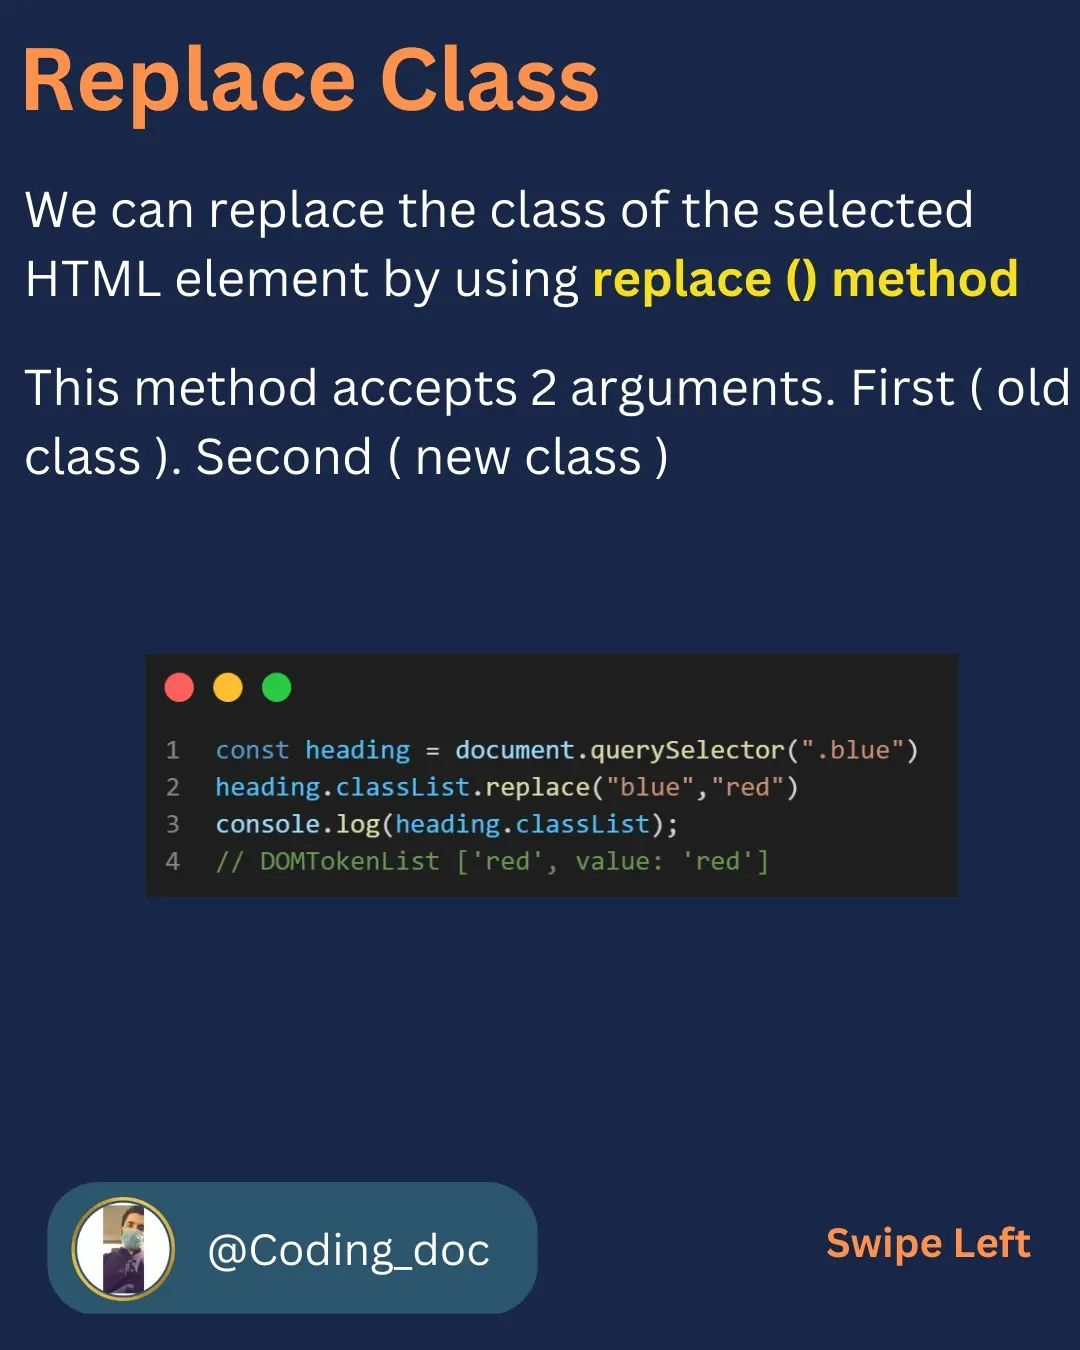 Replace Class
We can replace the class of the selected
HTML element by using replace () method
This method accepts 2 arguments. First ( old
class ). Second ( new class )
1 const heading = document.querySelector(".blue")
2 heading.classList.replace("blue","red")
3 console.log(heading.classList);
4 // DOMTokenList ['red', value: 'red']
@Coding_doc
Swipe Left